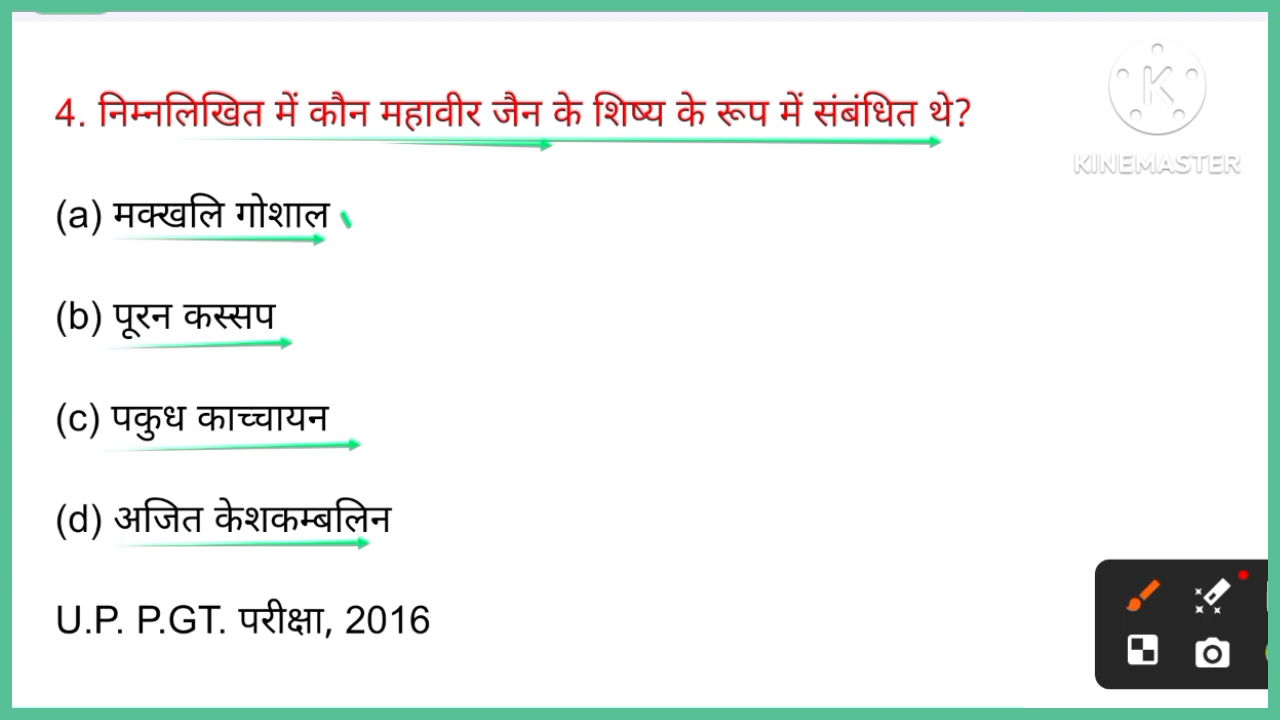 4. निम्नलिखित में कौन महावीर जैन के शिष्य के रूप में संबंधित थे?
K
KINEMASTER
(a) मक्खलि गोशाल
(b) पूरन कस्सप
(c) पकुध काच्चायन
(d) अजित केशकम्बलिन
U.P. P.GT. परीक्षा, 2016